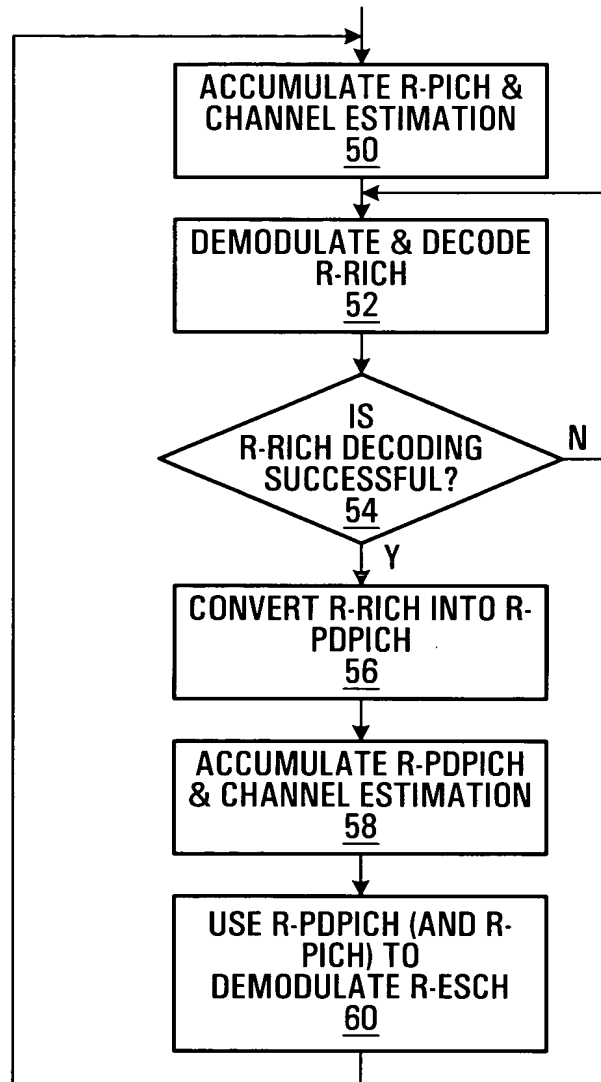 ACCUMULATE R-PICH &
CHANNEL ESTIMATION
50
DEMODULATE & DECODE
R-RICH
52
IS
R-RICH DECODING
SUCCESSFUL?
54
N
Y
CONVERT R-RICH INTO R-
PDPICH
56
ACCUMULATE R-PDPICH
& CHANNEL ESTIMATION
58
USE R-PDPICH (AND R-
PICH) TO
DEMODULATE R-ESCH
60